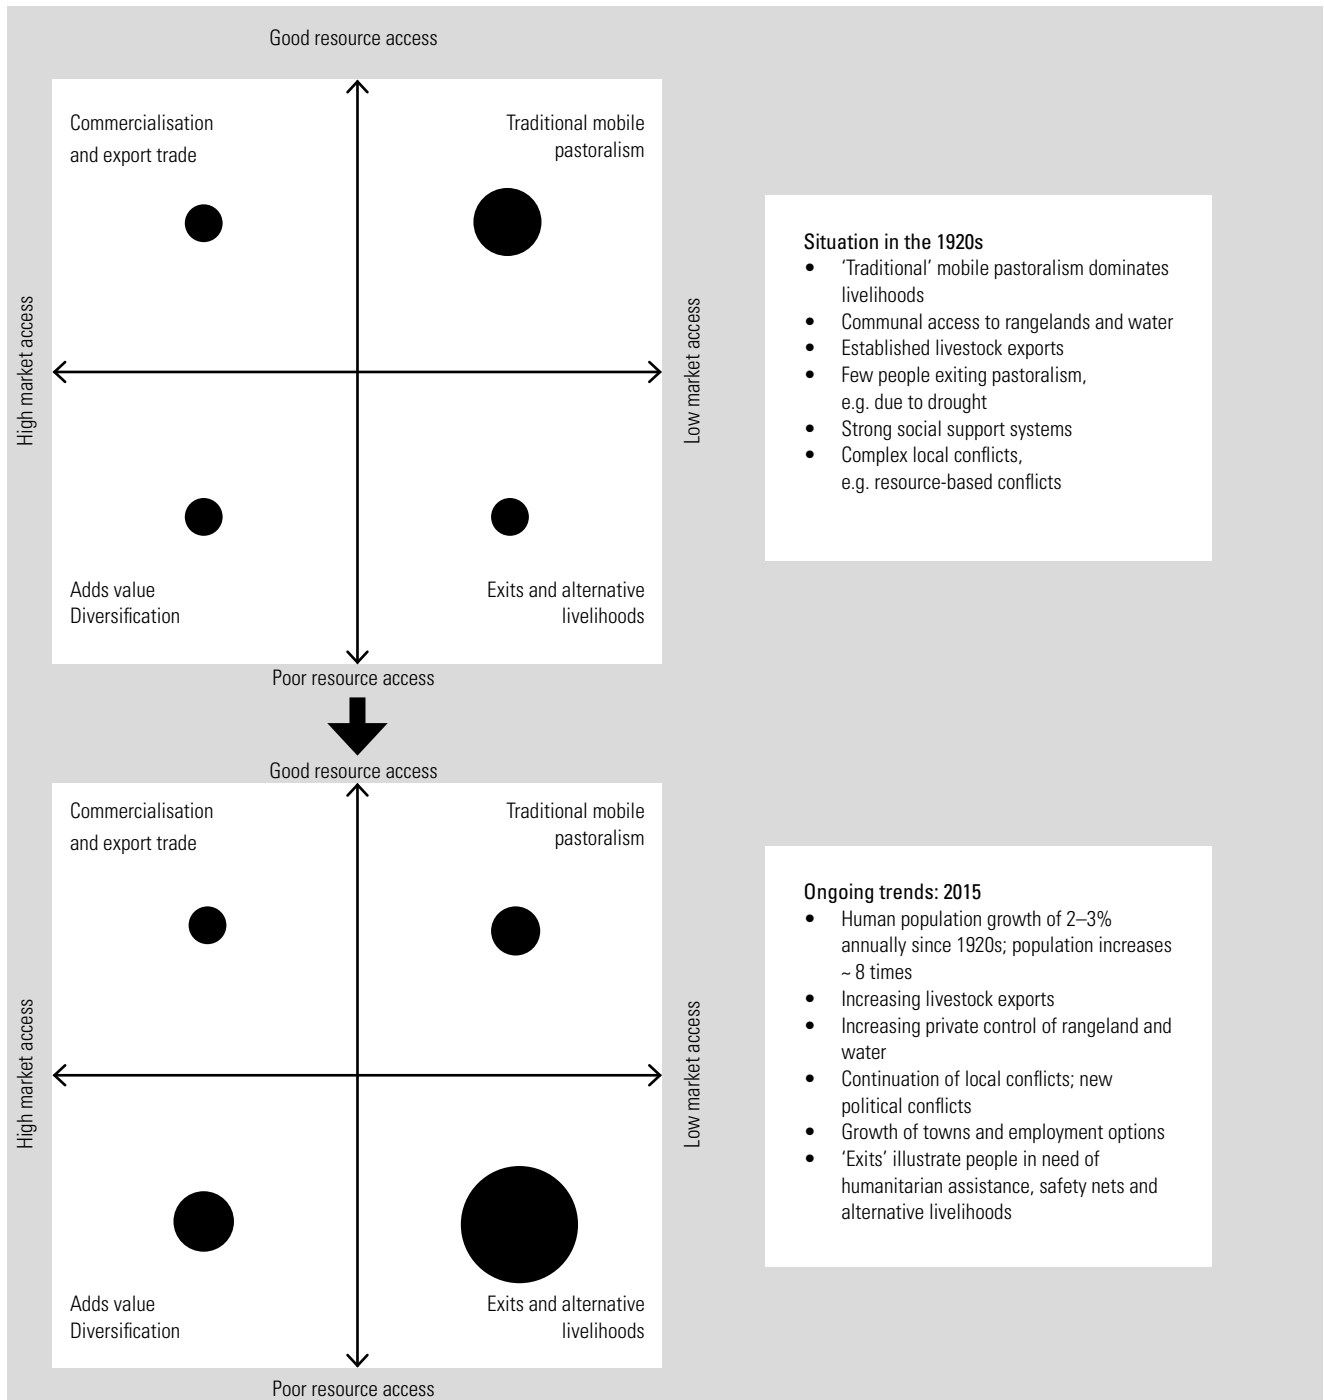 Good resource access
Commercialisation
and export trade
Traditional mobile
pastoralism
High market access
Low market access
Adds value
Diversification
Exits and alternative
livelihoods
Poor resource access
Situation in the 1920s
• ‘Traditional’ mobile pastoralism dominates
livelihoods
• Communal access to rangelands and water
• Established livestock exports
• Few people exiting pastoralism,
e.g. due to drought
• Strong social support systems
• Complex local conflicts,
e.g. resource-based conflicts
Good resource access
Commercialisation
and export trade
Traditional mobile
pastoralism
High market access
Low market access
Adds value
Diversification
Exits and alternative
livelihoods
Poor resource access
Ongoing trends: 2015
• Human population growth of 2–3%
annually since 1920s; population increases
~ 8 times
• Increasing livestock exports
• Increasing private control of rangeland and
water
• Continuation of local conflicts; new
political conflicts
• Growth of towns and employment options
• ‘Exits’ illustrate people in need of
humanitarian assistance, safety nets and
alternative livelihoods